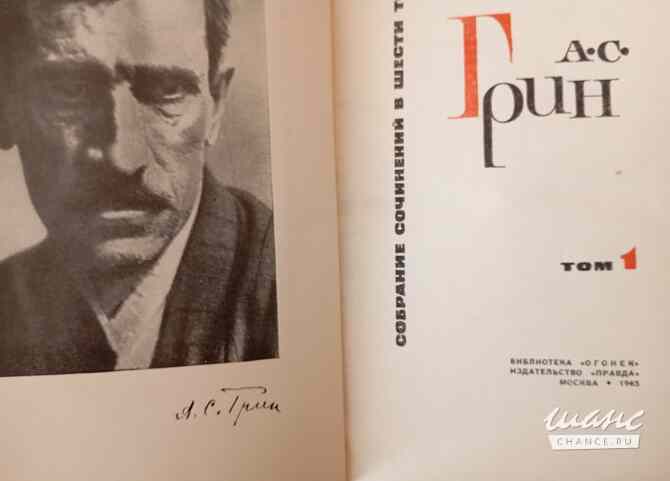 А. С. Грин
СОБРАНИЕ СОЧИНЕНИЙ В ШЕСТИ
А·С·
Грин
ТОМ 1
БИБЛИОТЕКА «ОГОНЕК»
ИЗДАТЕЛЬСТВО «ПРАВДА»
МОСКВА • 1965
шанс
CHANCE.RU